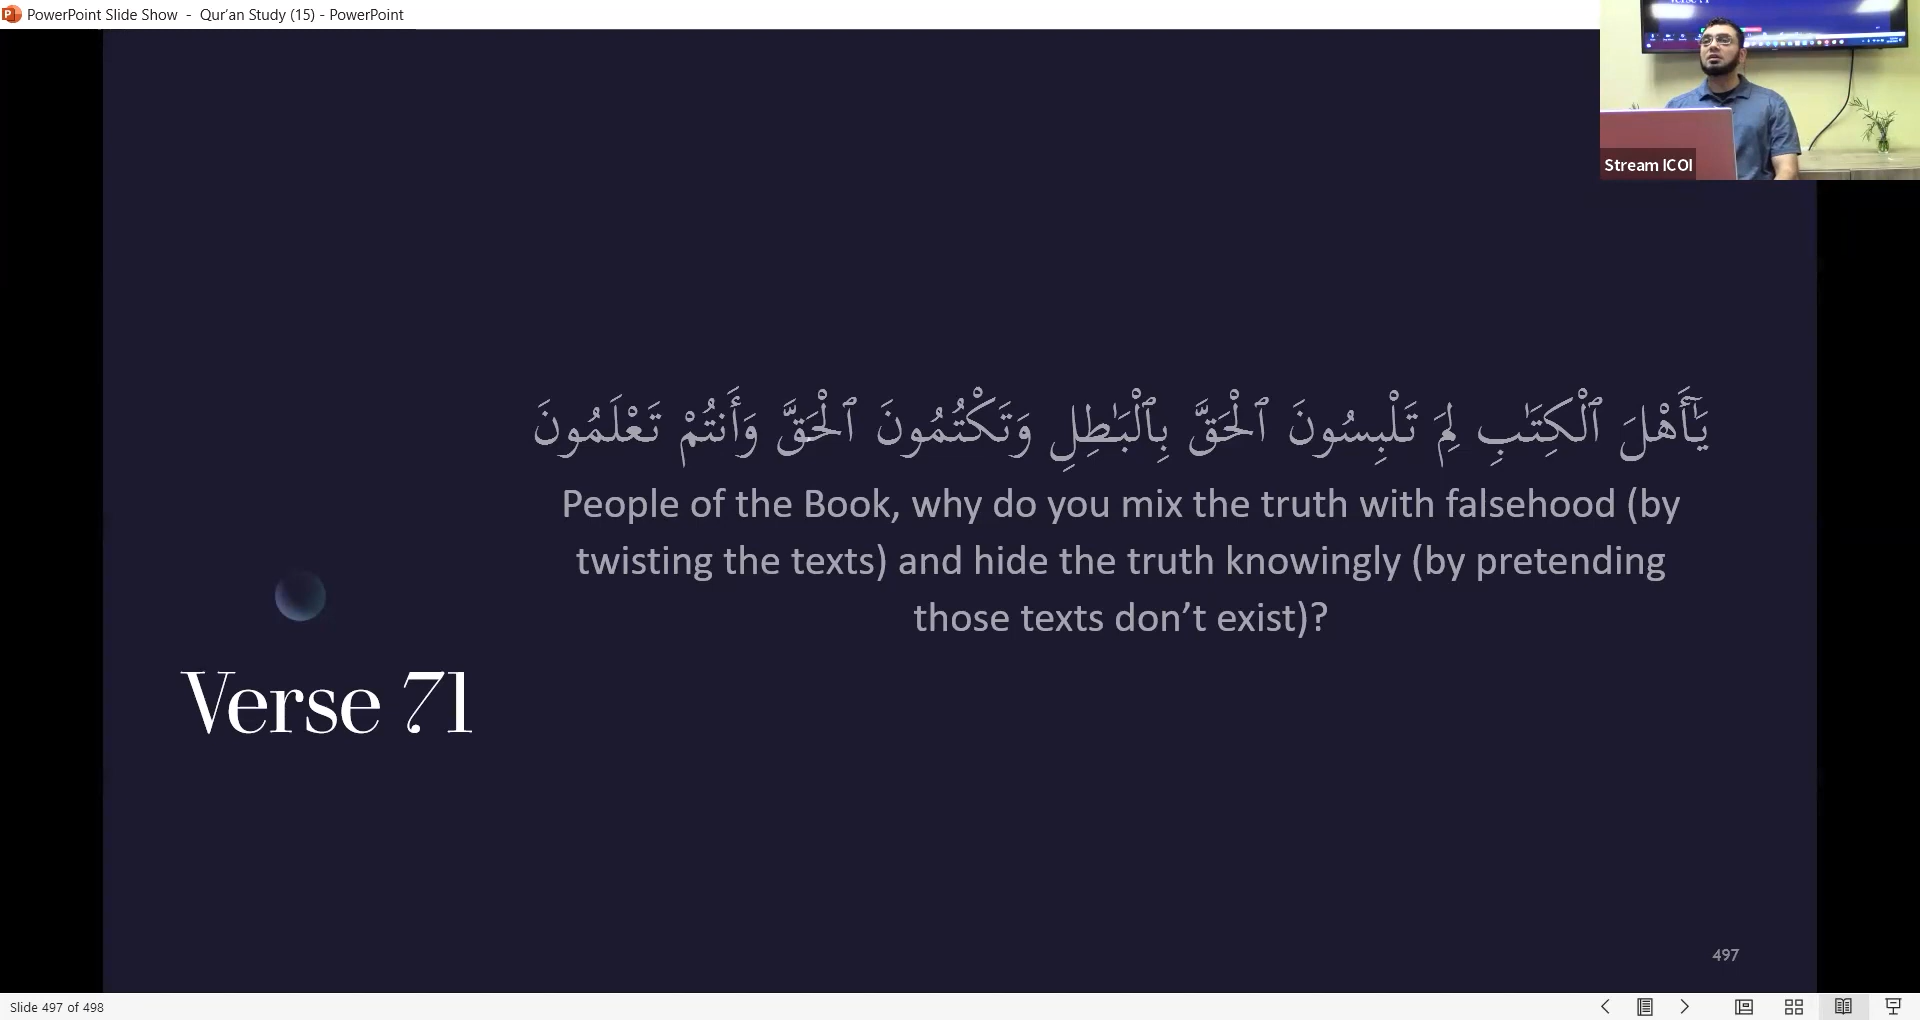 PowerPoint Slide Show - Qur’an Study (15) - PowerPoint
Stream ICOI
يَـٰٓأَهْلَ ٱلْكِتَـٰبِ لِمَ تَلْبِسُونَ ٱلْحَقَّ بِٱلْبَـٰطِلِ وَتَكْتُمُونَ ٱلْحَقَّ وَأَنتُمْ تَعْلَمُونَ
People of the Book, why do you mix the truth with falsehood (by
twisting the texts) and hide the truth knowingly (by pretending
those texts don’t exist)?
Verse 71
497
Slide 497 of 498